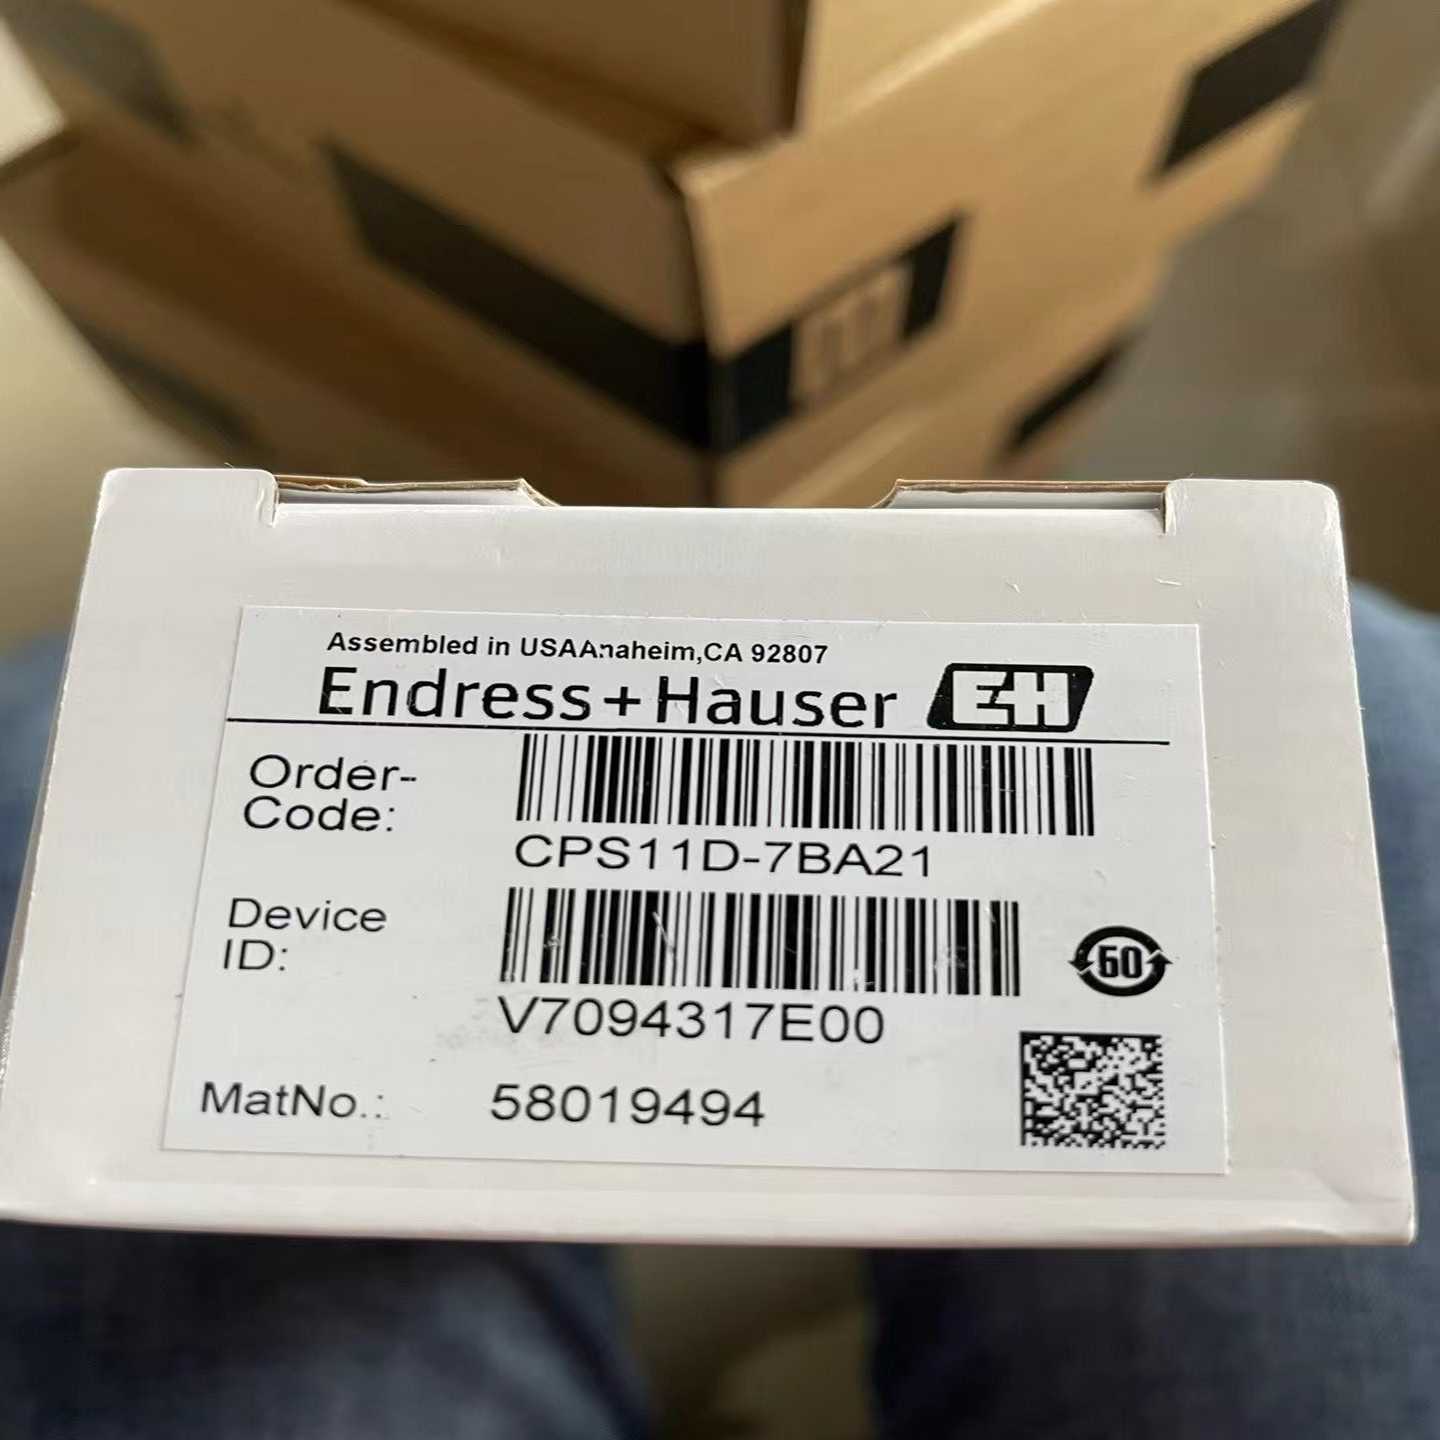 Assembled in USAAnaheim,CA 92807
Endress+Hauser EH
Order-
Code:
CPS11D-7BA21
Device
ID:
V7094317E00
60
MatNo.: 58019494